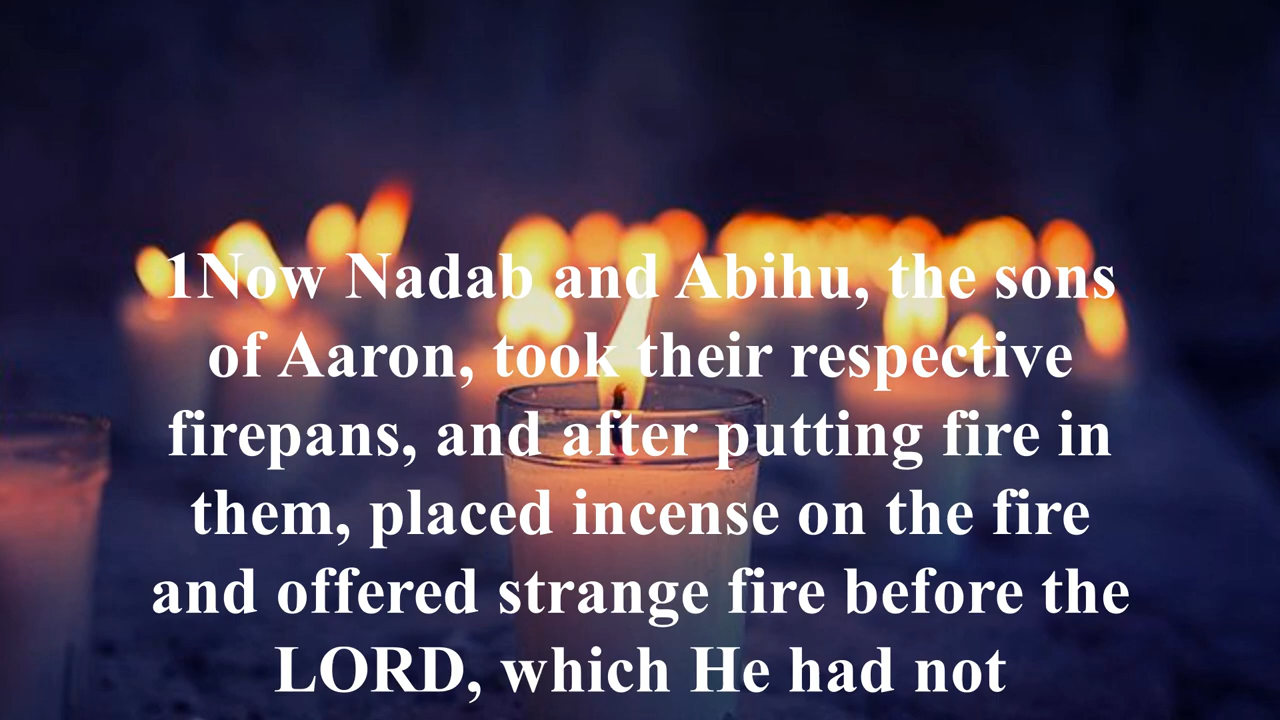 1Now Nadab and Abihu, the sons
of Aaron, took their respective
firepans, and after putting fire in
them, placed incense on the fire
and offered strange fire before the
LORD, which He had not